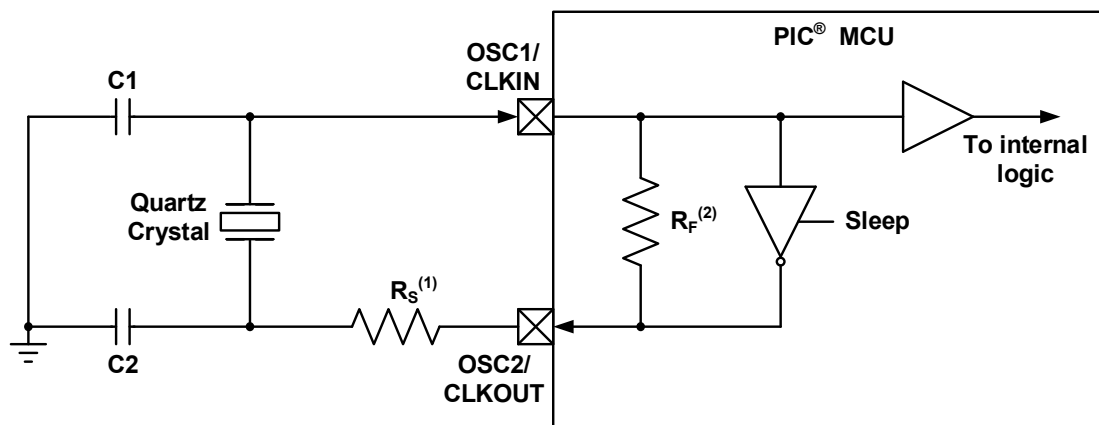 PIC® MCU
OSC1/
CLKIN
C1
To internal
logic
Quartz
Crystal
RF(2)
Sleep
RS(1)
C2
OSC2/
CLKOUT